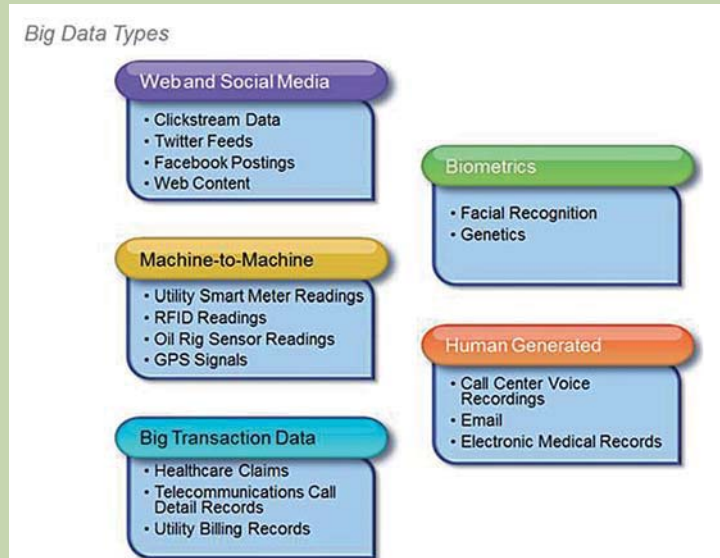 Big Data Types
Web and Social Media
• Clickstream Data
• Twitter Feeds
• Facebook Postings
• Web Content
Machine-to-Machine
• Utility Smart Meter Readings
• RFID Readings
• Oil Rig Sensor Readings
• GPS Signals
Big Transaction Data
• Healthcare Claims
• Telecommunications Call
Detail Records
• Utility Billing Records
Biometrics
• Facial Recognition
• Genetics
Human Generated
• Call Center Voice
Recordings
• Email
• Electronic Medical Records